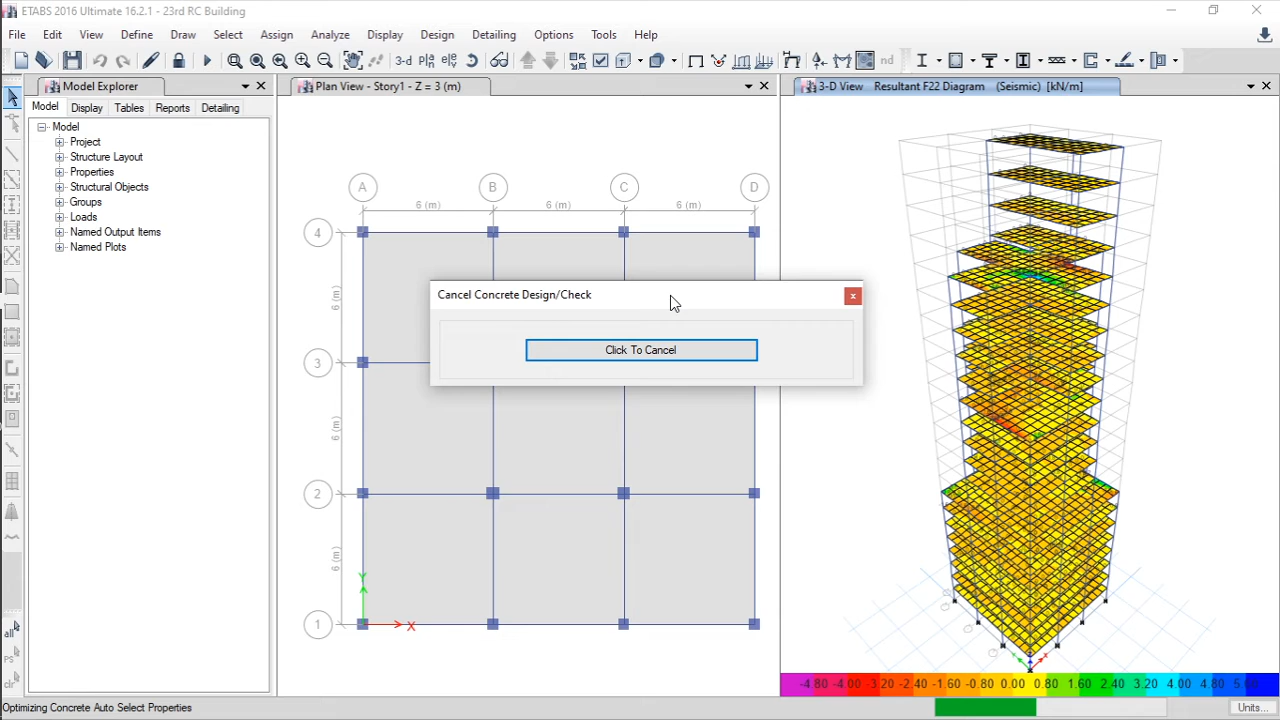 ETABS 2016 Ultimate 16.2.1 - 23rd RC Building
File Edit View Define Draw Select Assign Analyze Display Design Detailing Options Tools Help
3-d nd
Model Explorer
Plan View - Story1 - Z = 3 (m)
3-D View Resultant F22 Diagram (Seismic) [kN/m]
Model Display Tables Reports Detailing
Model
Project
Structure Layout
Properties
Structural Objects
Groups
Loads
Named Output Items
Named Plots
A B C D
6 (m) 6 (m) 6 (m)
4
6 (m)
3
6 (m)
2
6 (m)
1
Y
X
Cancel Concrete Design/Check
Click To Cancel
all
-4.80 -4.00 -3.20 -2.40 -1.60 -0.80 0.00 0.80 1.60 2.40 3.20 4.00 4.80
Optimizing Concrete Auto Select Properties
Units...